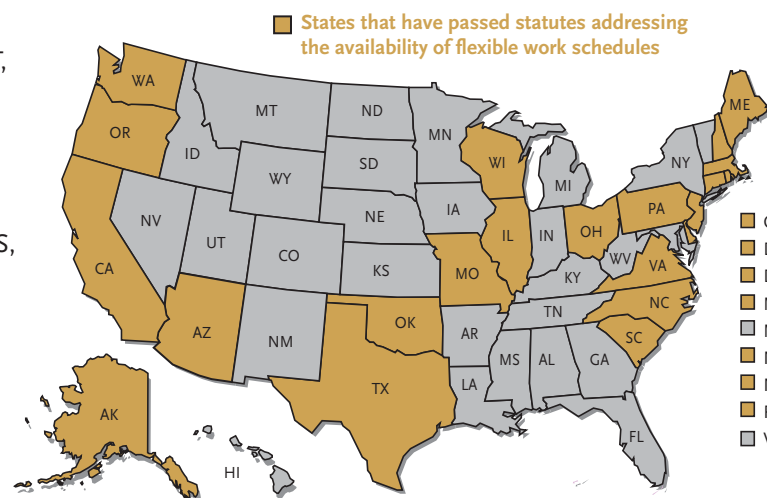 States that have passed statutes addressing
the availability of flexible work schedules
WA
OR
CA
NV
ID
MT
WY
UT
AZ
CO
NM
ND
SD
NE
KS
OK
TX
MN
IA
MO
AR
LA
WI
IL
MI
IN
OH
KY
TN
MS
AL
GA
FL
SC
NC
VA
WV
PA
NY
ME
AK
HI